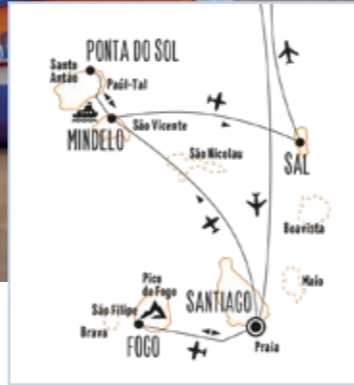 PONTA DO SOL
Santo
Antão
Paúl-Tal
São Vicente
MINDELO
São Nicolau
SAL
Boavista
Maio
Pico
do Fogo
SANTIAGO
São Filipe
Brava
FOGO
Praia